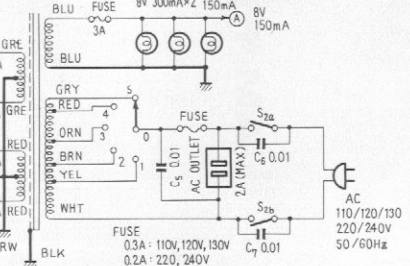 BLU
FUSE
3A
8V 300mA×2
150mA
A
8V
150mA
GRE
BLU
GRE
GRY
RED
ORN
BRN
YEL
WHT
S
4
3
2
1
0
FUSE
C5 0.01
AC OUTLET
2A (MAX)
S2a
C6 0.01
S2b
C7 0.01
AC
110/120/130
220/240V
50/60Hz
RED
RED
RW
BLK
FUSE
0.3A : 110V, 120V, 130V
0.2A : 220, 240V